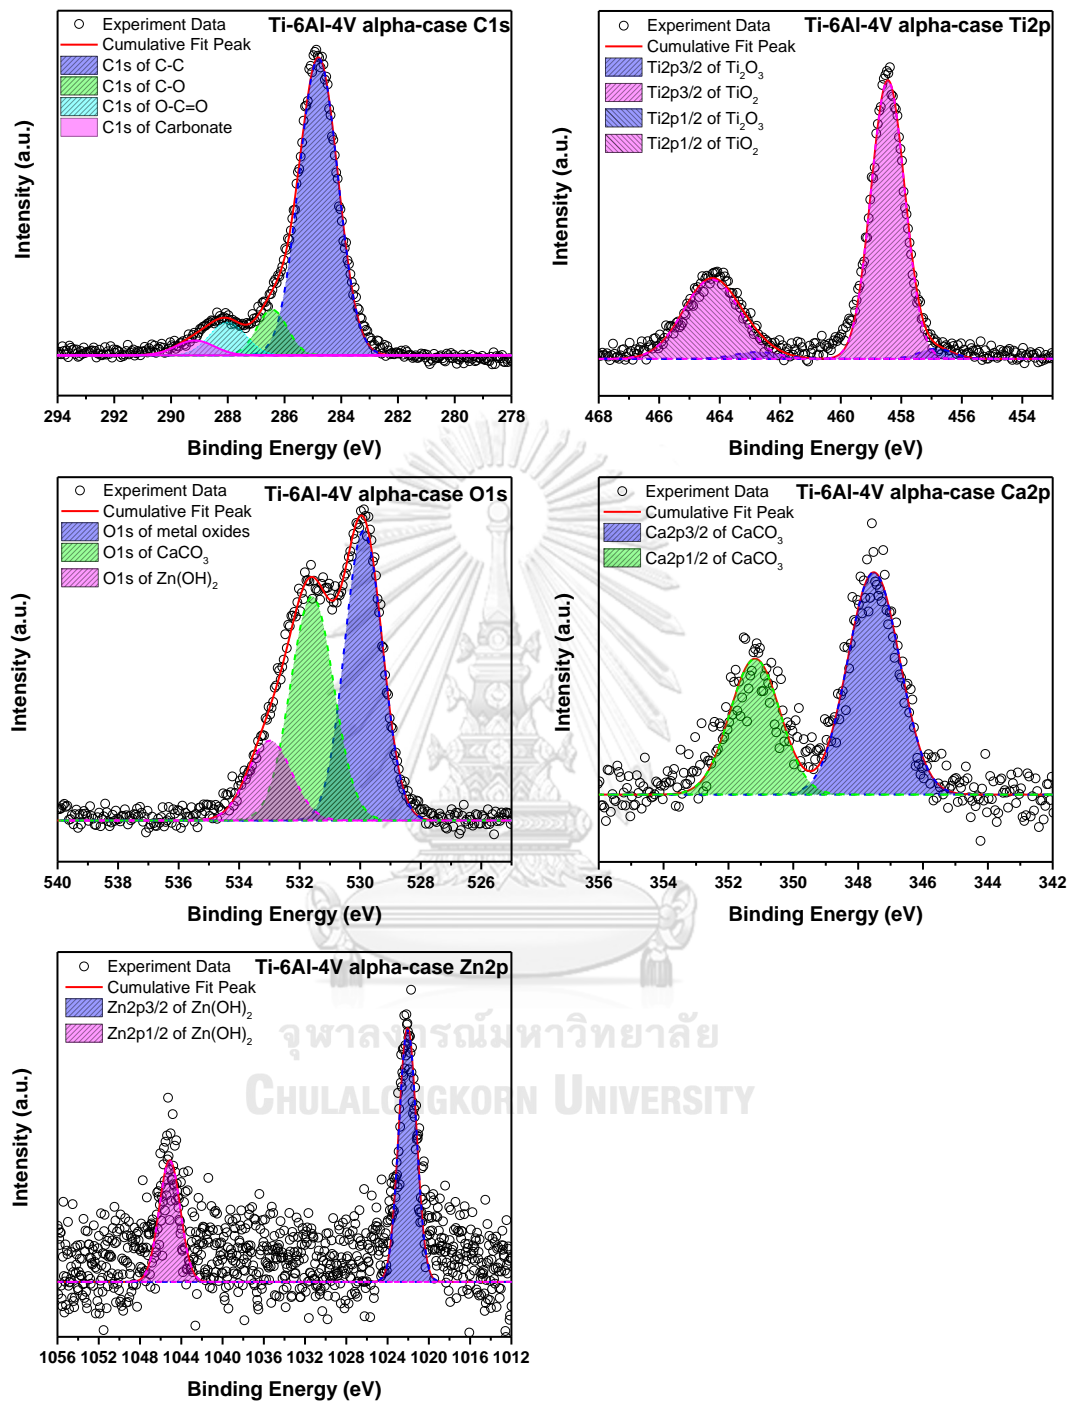 Ti-6Al-4V alpha-case C1s
Experiment Data
Cumulative Fit Peak
C1s of C-C
C1s of C-O
C1s of O-C=O
C1s of Carbonate
Intensity (a.u.)
294 292 290 288 286 284 282 280 278
Binding Energy (eV)
Ti-6Al-4V alpha-case Ti2p
Experiment Data
Cumulative Fit Peak
Ti2p3/2 of Ti₂O₃
Ti2p3/2 of TiO₂
Ti2p1/2 of Ti₂O₃
Ti2p1/2 of TiO₂
Intensity (a.u.)
468 466 464 462 460 458 456 454
Binding Energy (eV)
Ti-6Al-4V alpha-case O1s
Experiment Data
Cumulative Fit Peak
O1s of metal oxides
O1s of CaCO₃
O1s of Zn(OH)₂
Intensity (a.u.)
540 538 536 534 532 530 528 526
Binding Energy (eV)
Ti-6Al-4V alpha-case Ca2p
Experiment Data
Cumulative Fit Peak
Ca2p3/2 of CaCO₃
Ca2p1/2 of CaCO₃
Intensity (a.u.)
356 354 352 350 348 346 344 342
Binding Energy (eV)
Ti-6Al-4V alpha-case Zn2p
Experiment Data
Cumulative Fit Peak
Zn2p3/2 of Zn(OH)₂
Zn2p1/2 of Zn(OH)₂
Intensity (a.u.)
1056 1052 1048 1044 1040 1036 1032 1028 1024 1020 1016 1012
Binding Energy (eV)
จุฬาลงกรณ์มหาวิทยาลัย
CHULALONGKORN UNIVERSITY